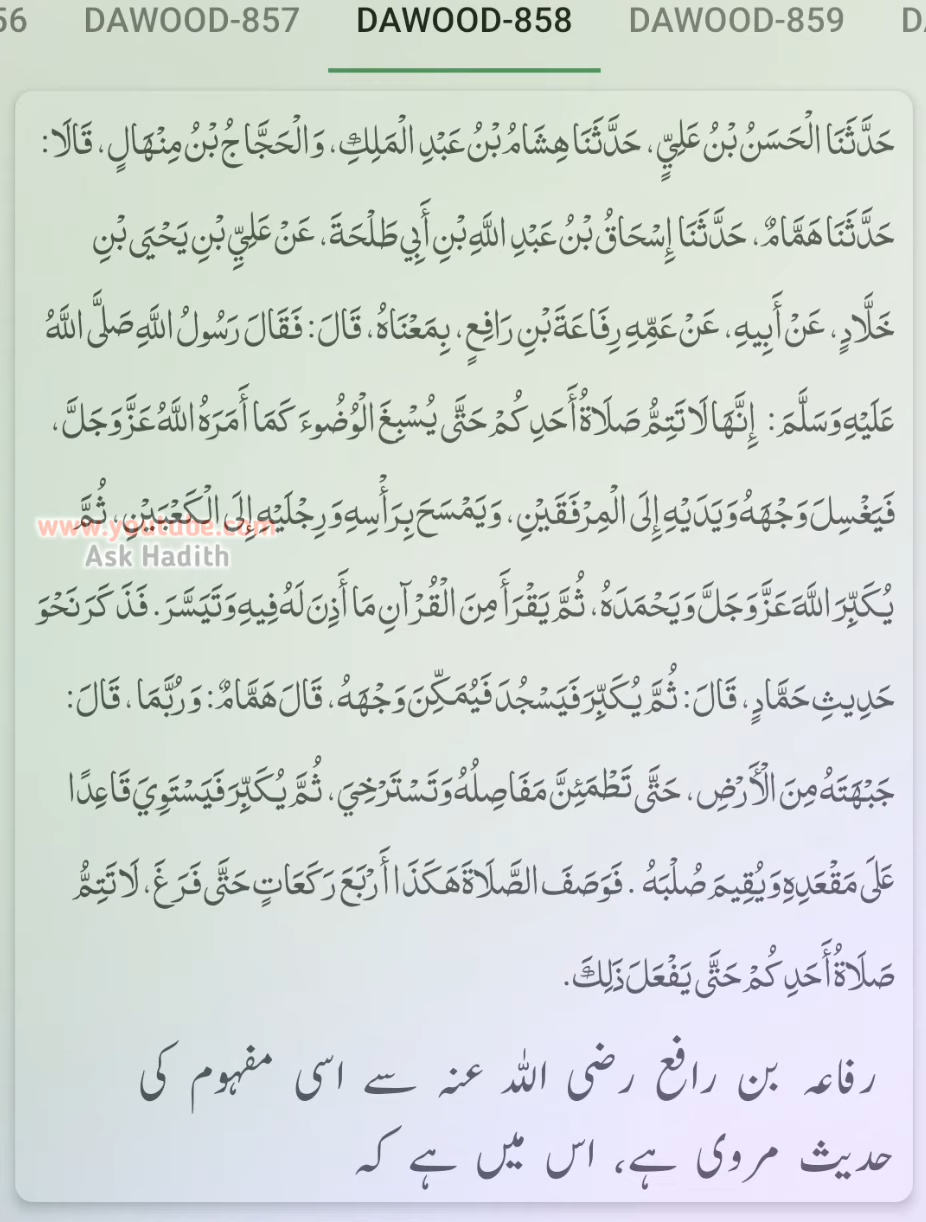 56 DAWOOD-857 DAWOOD-858 DAWOOD-859 DA
حَدَّثَنَا الْحَسَنُ بْنُ عَلِيٍّ، حَدَّثَنَا هِشَامُ بْنُ عَبْدِ الْمَلِكِ، وَالْحَجَّاجُ بْنُ مِنْهَالٍ، قَالَا:
حَدَّثَنَا هَمَّامٌ، حَدَّثَنَا إِسْحَاقُ بْنُ عَبْدِ اللَّهِ بْنِ أَبِي طَلْحَةَ، عَنْ عَلِيِّ بْنِ يَحْيَى بْنِ
خَلَّادٍ، عَنْ أَبِيهِ، عَنْ عَمِّهِ رِفَاعَةَ بْنِ رَافِعٍ، بِمَعْنَاهُ، قَالَ: فَقَالَ رَسُولُ اللَّهِ صَلَّى اللَّهُ
عَلَيْهِ وَسَلَّمَ: إِنَّهَا لَا تَتِمُّ صَلَاةُ أَحَدِكُمْ حَتَّى يُسْبِغَ الْوُضُوءَ كَمَا أَمَرَهُ اللَّهُ عَزَّ وَجَلَّ،
فَيَغْسِلَ وَجْهَهُ وَيَدَيْهِ إِلَى الْمِرْفَقَيْنِ، وَيَمْسَحَ بِرَأْسِهِ وَرِجْلَيْهِ إِلَى الْكَعْبَيْنِ، ثُمَّ
www.youtube.com
Ask Hadith
يُكَبِّرَ اللَّهَ عَزَّ وَجَلَّ وَيَحْمَدَهُ، ثُمَّ يَقْرَأَ مِنَ الْقُرْآنِ مَا أَذِنَ لَهُ فِيهِ وَتَيَسَّرَ. فَذَكَرَ نَحْوَ
حَدِيثِ حَمَّادٍ، قَالَ: ثُمَّ يُكَبِّرَ فَيَسْجُدَ فَيُمَكِّنَ وَجْهَهُ، قَالَ هَمَّامٌ: وَرُبَّمَا، قَالَ:
جَبْهَتَهُ مِنَ الْأَرْضِ، حَتَّى تَطْمَئِنَّ مَفَاصِلُهُ وَتَسْتَرْخِيَ، ثُمَّ يُكَبِّرَ فَيَسْتَوِيَ قَاعِدًا
عَلَى مَقْعَدِهِ وَيُقِيمَ صُلْبَهُ . فَوَصَفَ الصَّلَاةَ هَكَذَا أَرْبَعَ رَكَعَاتٍ حَتَّى فَرَغَ، لَا تَتِمُّ
صَلَاةُ أَحَدِكُمْ حَتَّى يَفْعَلَ ذَلِكَ.
رفاعہ بن رافع رضی اللہ عنہ سے اسی مفہوم کی
حدیث مروی ہے، اس میں ہے کہ